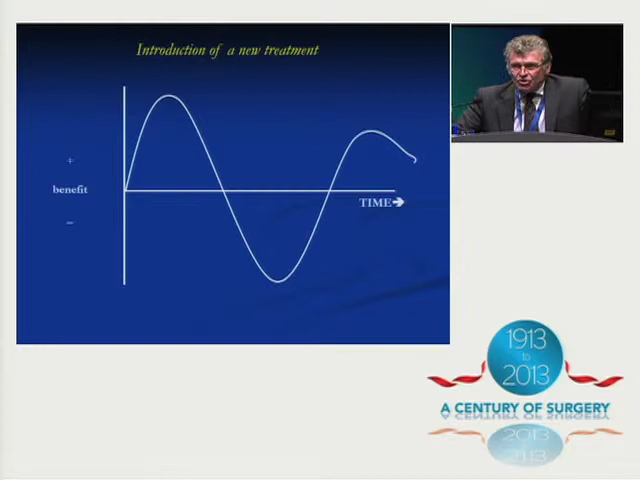 Introduction of a new treatment
+
benefit
–
TIME➔
1913
to
2013
A CENTURY OF SURGERY